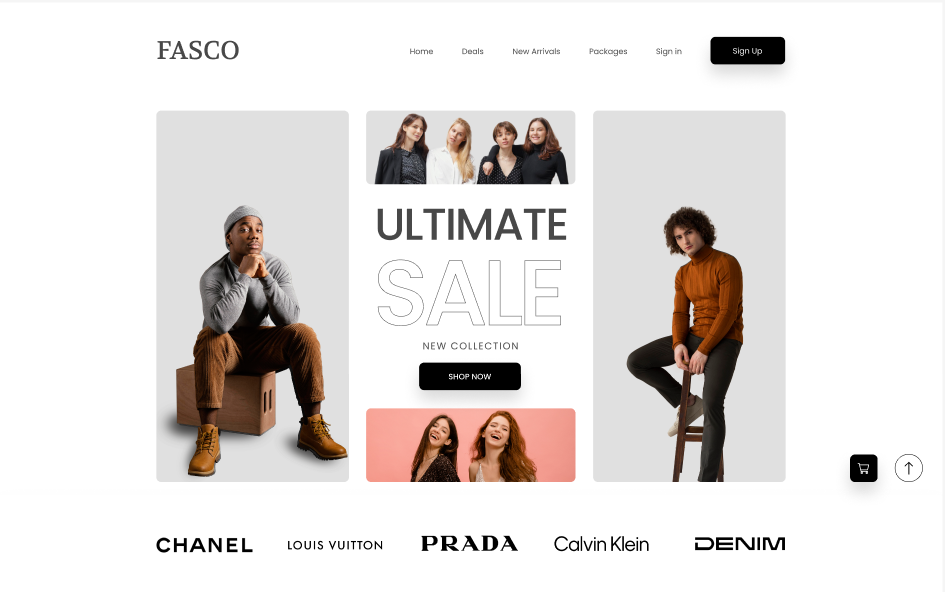 FASCO
Home Deals New Arrivals Packages Sign in Sign Up
ULTIMATE
SALE
NEW COLLECTION
SHOP NOW
CHANEL LOUIS VUITTON PRADA Calvin Klein DENIM